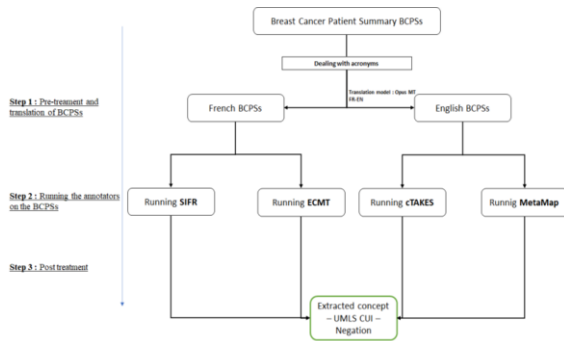 Breast Cancer Patient Summary BCPSs
Dealing with acronyms
Translation model : Opus MT
FR-EN
Step 1 : Pre-treament and
translation of BCPSs
French BCPSs
English BCPSs
Step 2 : Running the annotators
on the BCPSs
Running SIFR
Running ECMT
Running cTAKES
Runnig MetaMap
Step 3 : Post treatment
Extracted concept
– UMLS CUI –
Negation